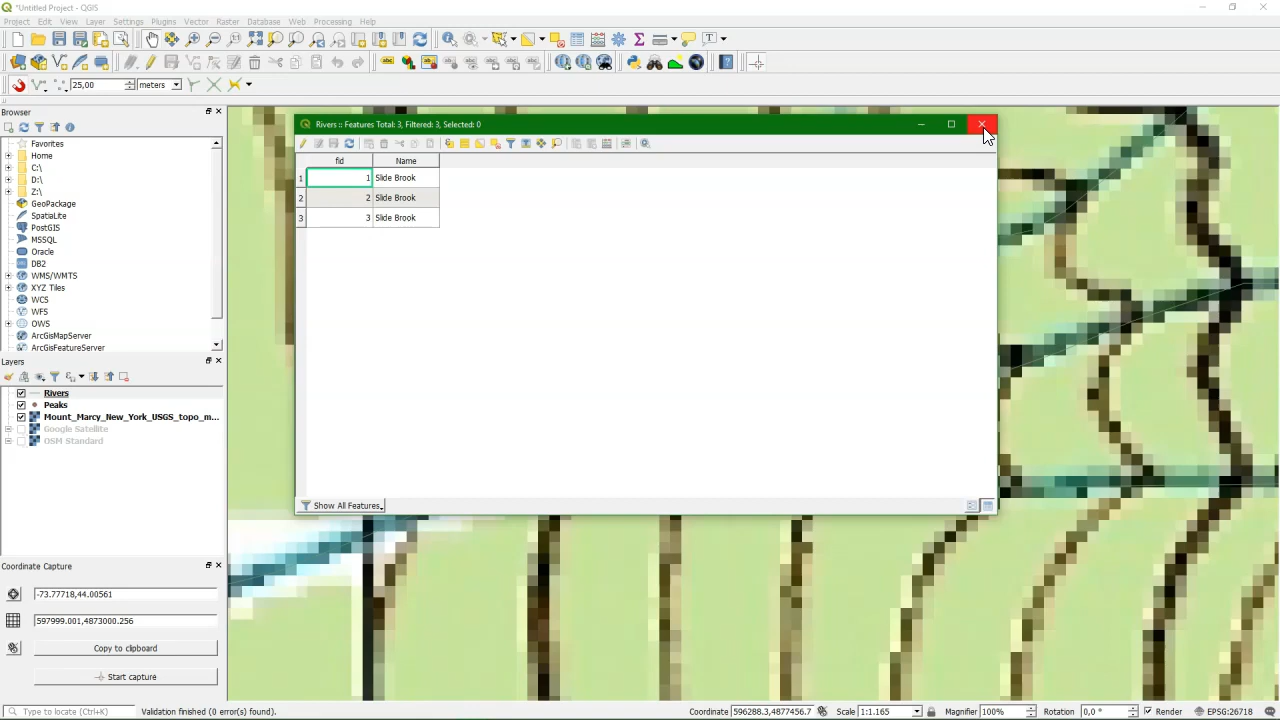 *Untitled Project - QGIS
Project Edit View Layer Settings Plugins Vector Raster Database Web Processing Help
25,00 meters
Browser
Favorites
Home
C:\
D:\
Z:\
GeoPackage
SpatiaLite
PostGIS
MSSQL
Oracle
DB2
WMS/WMTS
XYZ Tiles
WCS
WFS
OWS
ArcGisMapServer
ArcGisFeatureServer
Layers
Rivers
Peaks
Mount_Marcy_New_York_USGS_topo_m...
Google Satellite
OSM Standard
Coordinate Capture
-73.77718,44.00561
597999.001,4873000.256
Copy to clipboard
Start capture
Rivers :: Features Total: 3, Filtered: 3, Selected: 0
fid Name
1 1 Slide Brook
2 2 Slide Brook
3 3 Slide Brook
Show All Features
Type to locate (Ctrl+K) Validation finished (0 error(s) found). Coordinate 596288.3,4877456.7 Scale 1:1.165 Magnifier 100% Rotation 0,0 ° Render EPSG:26718